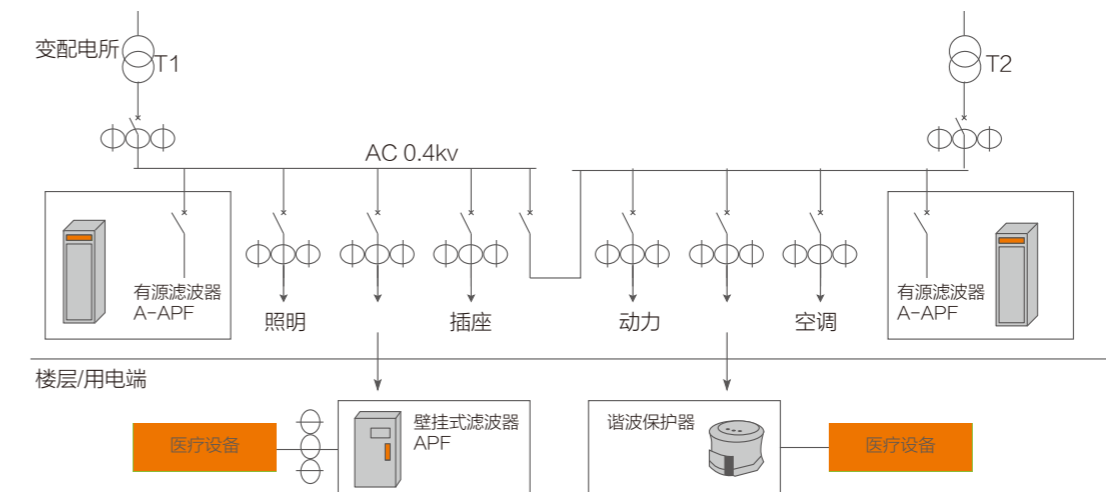 变配电所
T1
T2
AC 0.4kv
有源滤波器
A-APF
照明
插座
动力
空调
有源滤波器
A-APF
楼层/用电端
医疗设备
壁挂式滤波器
APF
谐波保护器
医疗设备